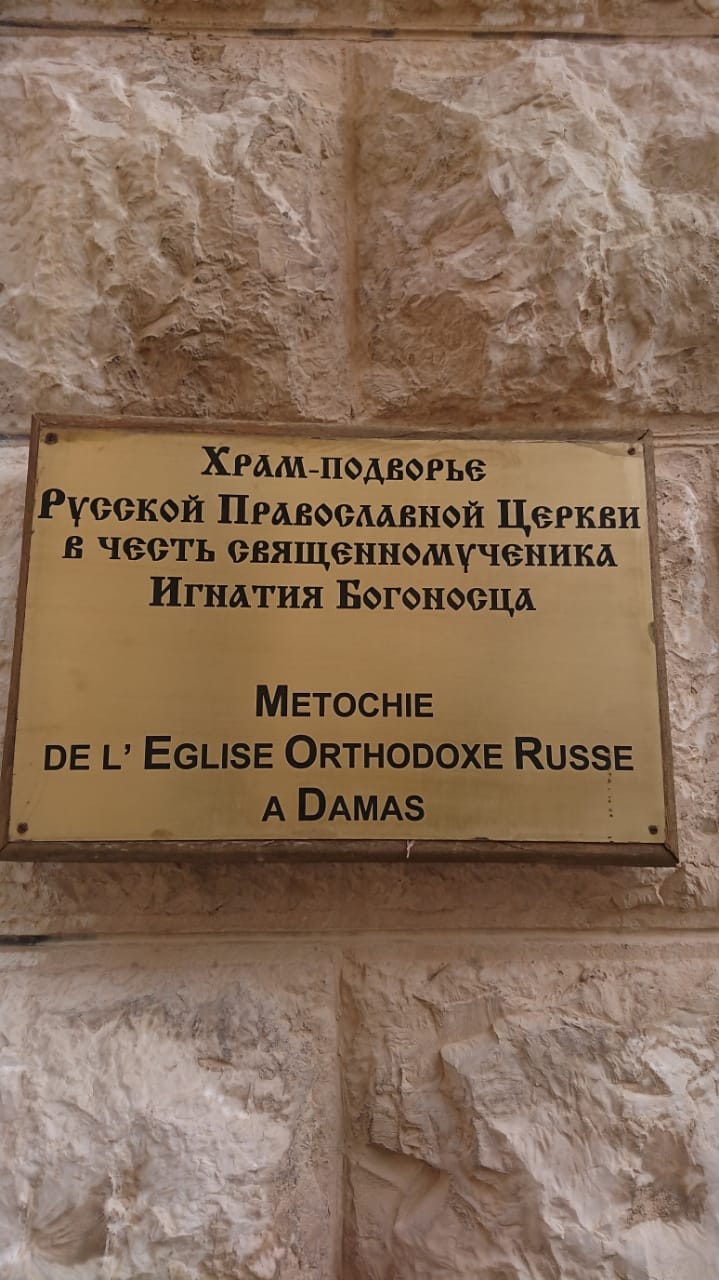 Храм-подворье
Русской Православной Церкви
в честь священномученика
Игнатия Богоносца
METOCHIE
DE L' EGLISE ORTHODOXE RUSSE
A DAMAS